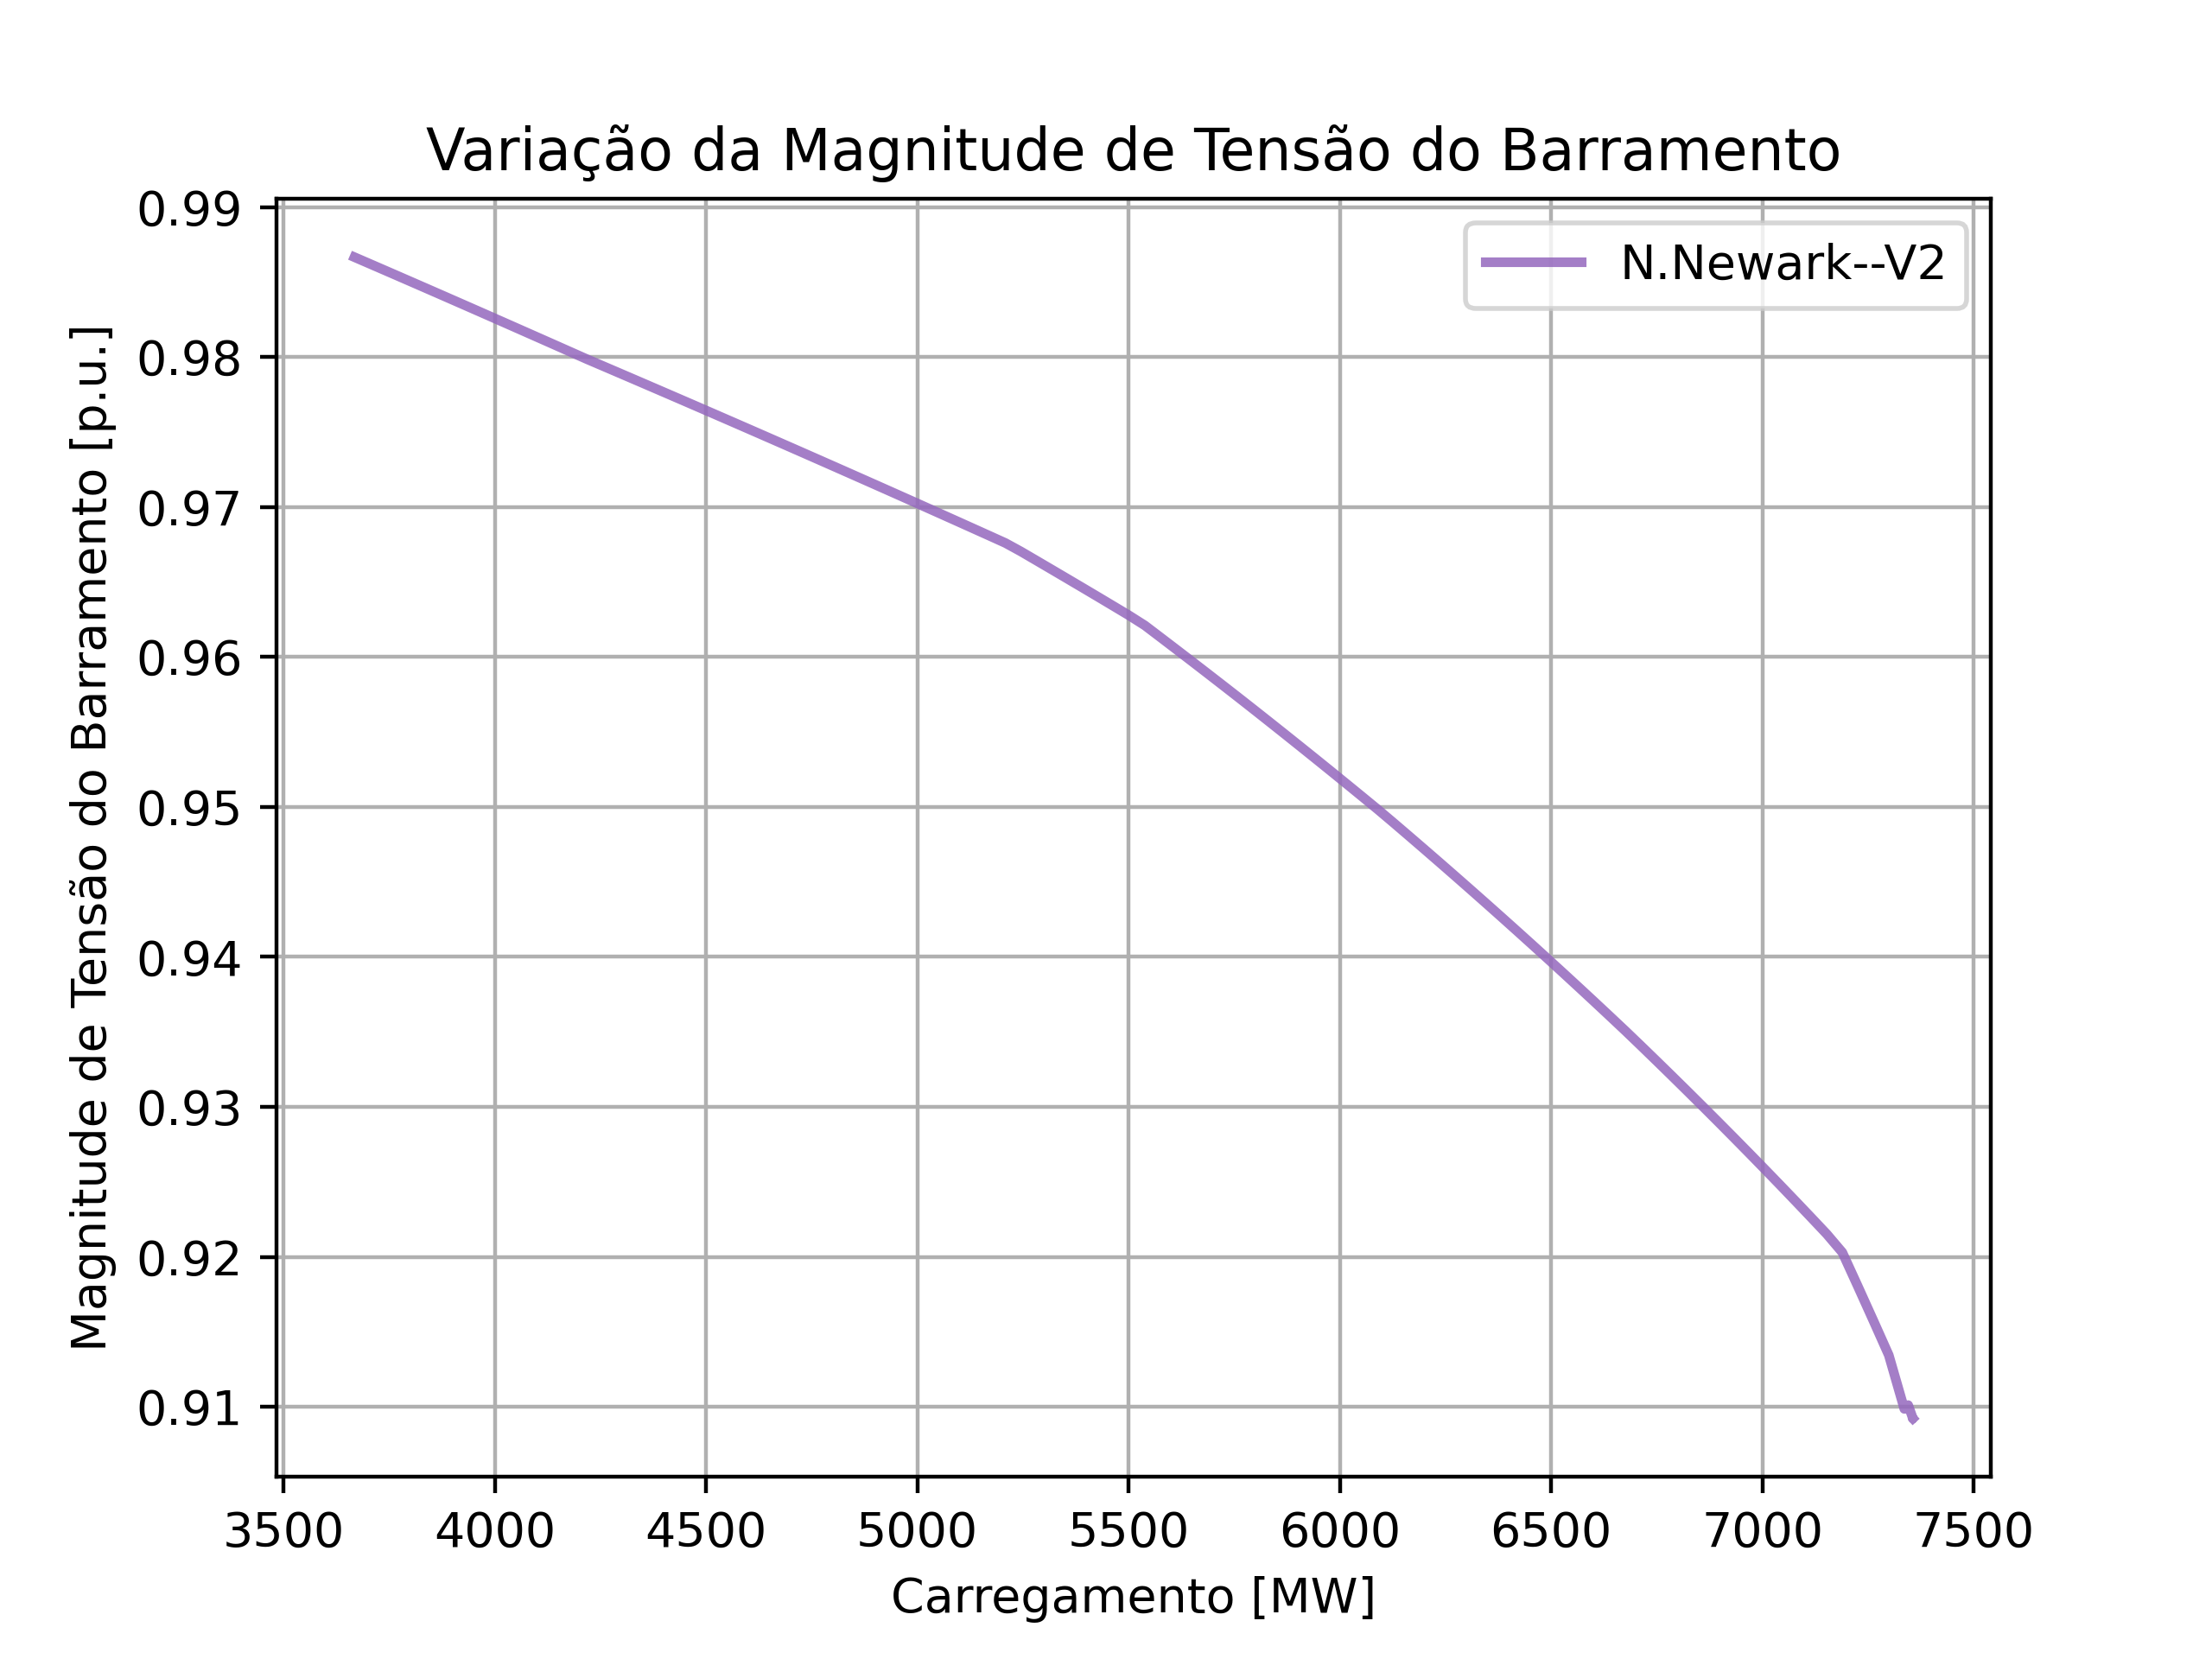 Variação da Magnitude de Tensão do Barramento
N.Newark--V2
Magnitude de Tensão do Barramento [p.u.]
0.99
0.98
0.97
0.96
0.95
0.94
0.93
0.92
0.91
3500 4000 4500 5000 5500 6000 6500 7000 7500
Carregamento [MW]